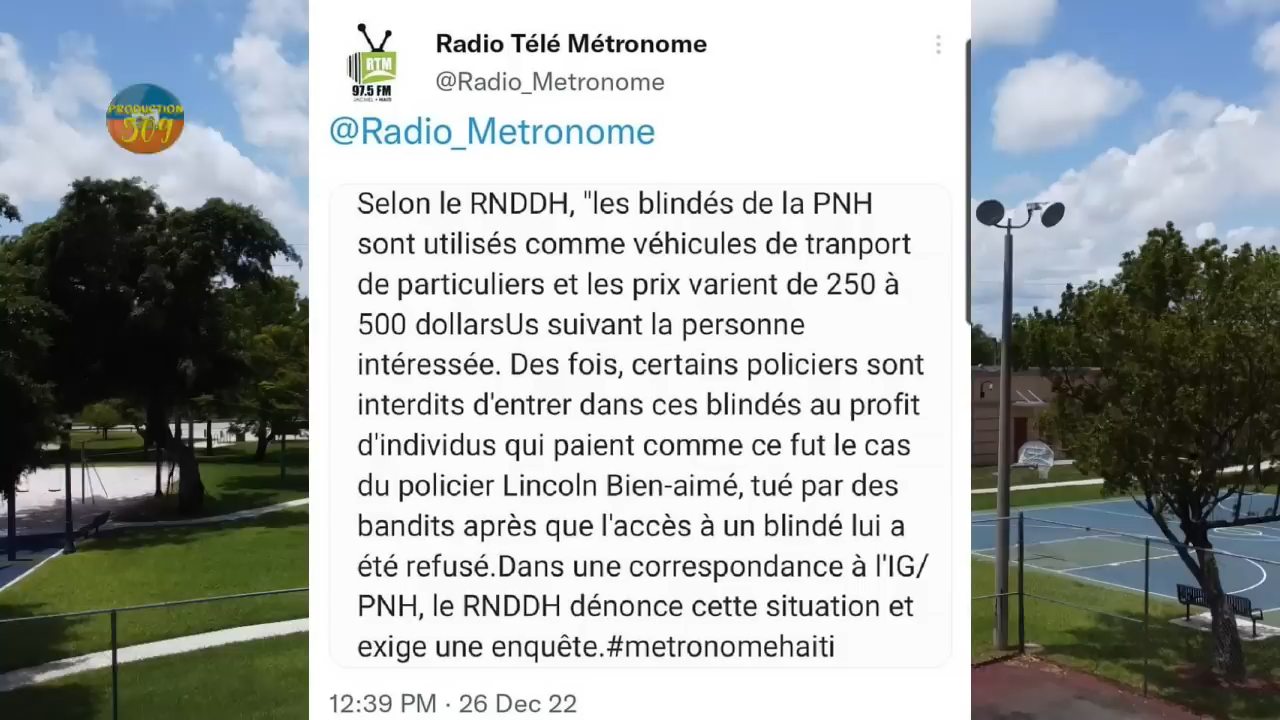 PRODUCTION
509
RTM
97.5 FM
JACMEL • HAITI
Radio Télé Métronome
@Radio_Metronome
@Radio_Metronome
Selon le RNDDH, "les blindés de la PNH
sont utilisés comme véhicules de tranport
de particuliers et les prix varient de 250 à
500 dollarsUs suivant la personne
intéressée. Des fois, certains policiers sont
interdits d'entrer dans ces blindés au profit
d'individus qui paient comme ce fut le cas
du policier Lincoln Bien-aimé, tué par des
bandits après que l'accès à un blindé lui a
été refusé.Dans une correspondance à l'IG/
PNH, le RNDDH dénonce cette situation et
exige une enquête.#metronomehaiti
12:39 PM · 26 Dec 22